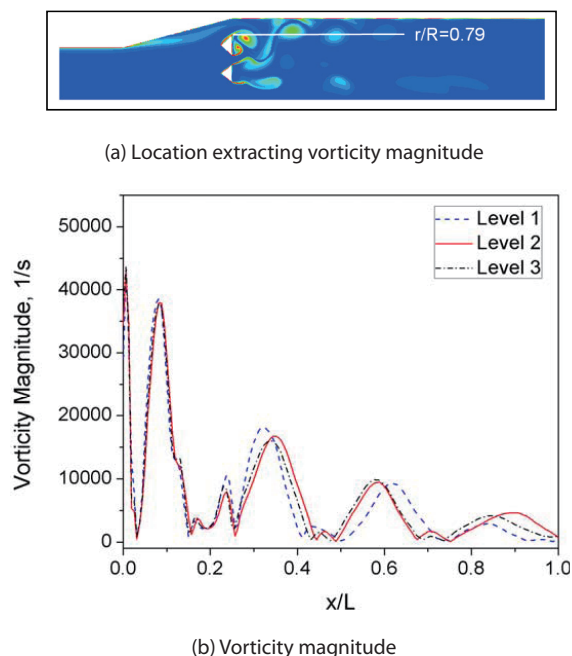 r/R=0.79
(a) Location extracting vorticity magnitude
Level 1
Level 2
Level 3
Vorticity Magnitude, 1/s
50000
40000
30000
20000
10000
0
0.0 0.2 0.4 0.6 0.8 1.0
x/L
(b) Vorticity magnitude